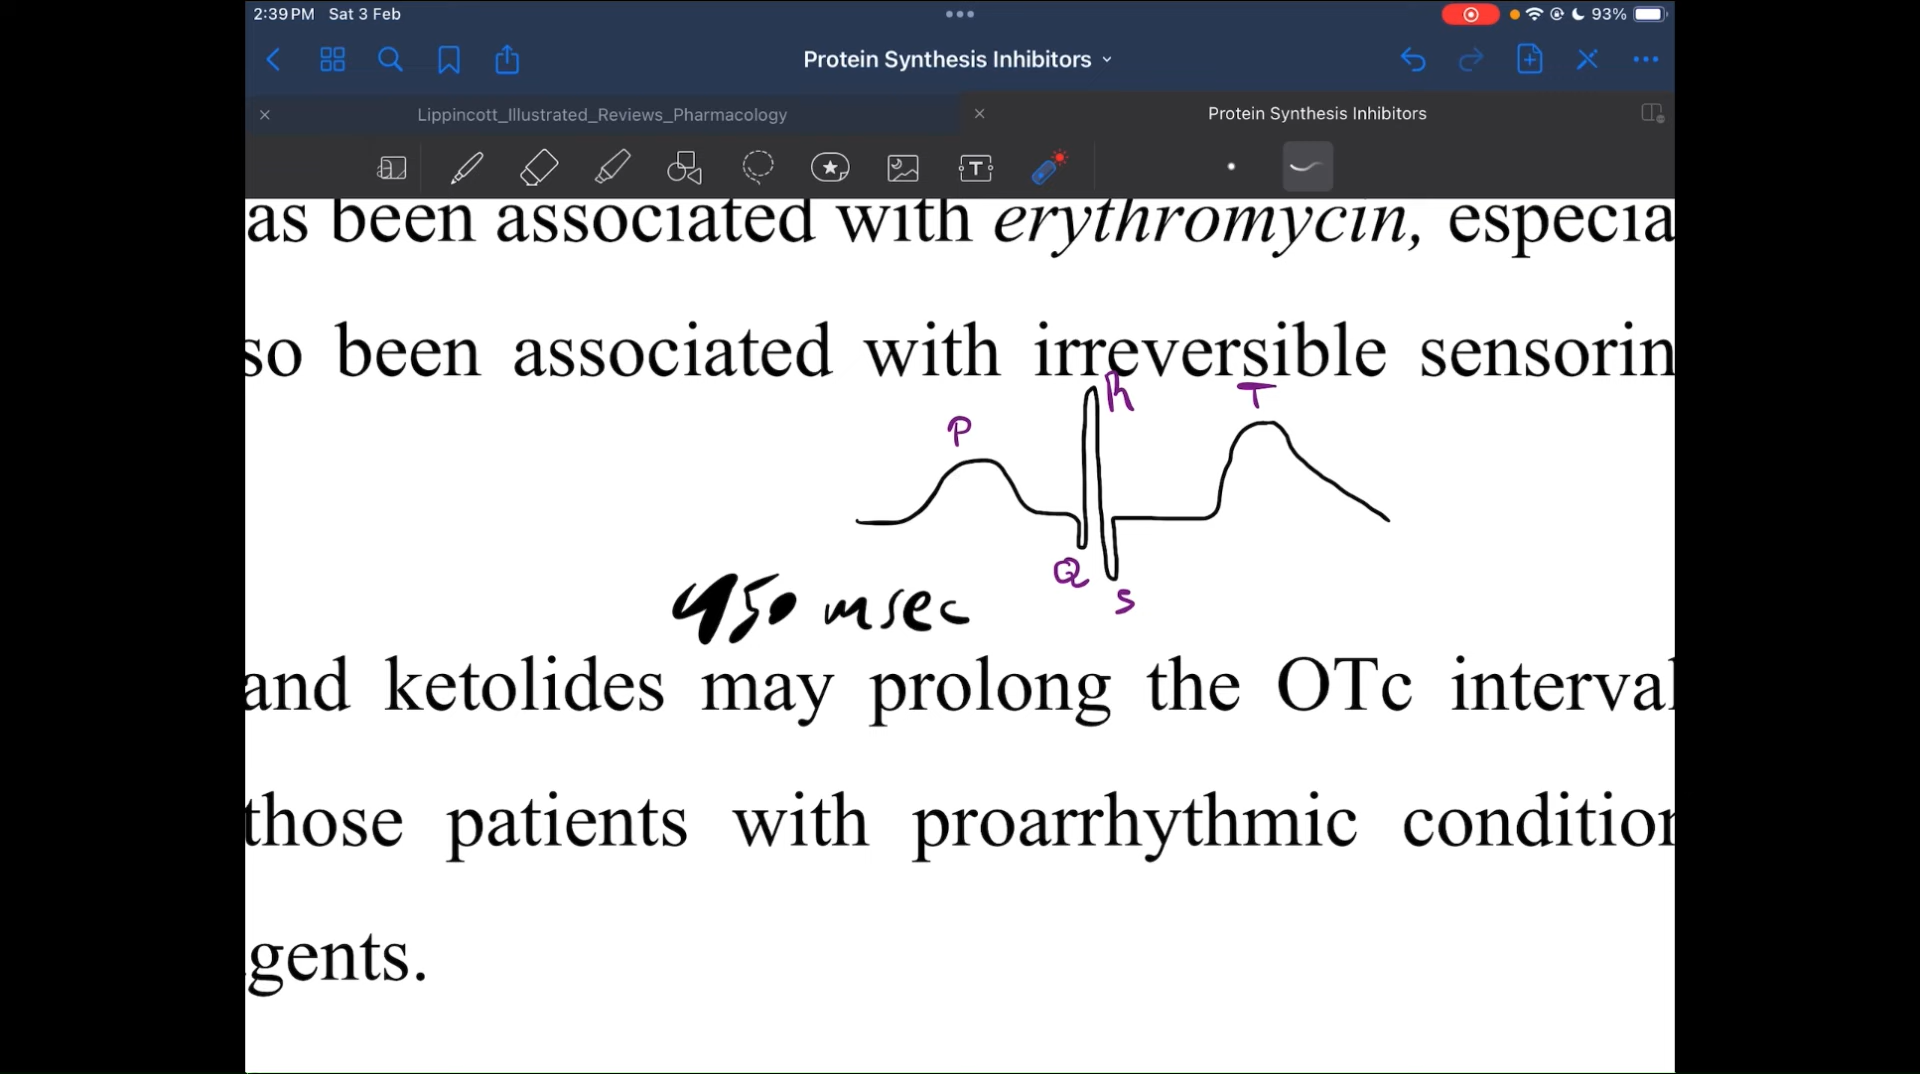 2:39 PM Sat 3 Feb 93%
Protein Synthesis Inhibitors
Lippincott_Illustrated_Reviews_Pharmacology Protein Synthesis Inhibitors
as been associated with erythromycin, especia
so been associated with irreversible sensorin
R T
P
Q
S
450 msec
and ketolides may prolong the OTc interval
those patients with proarrhythmic condition
gents.